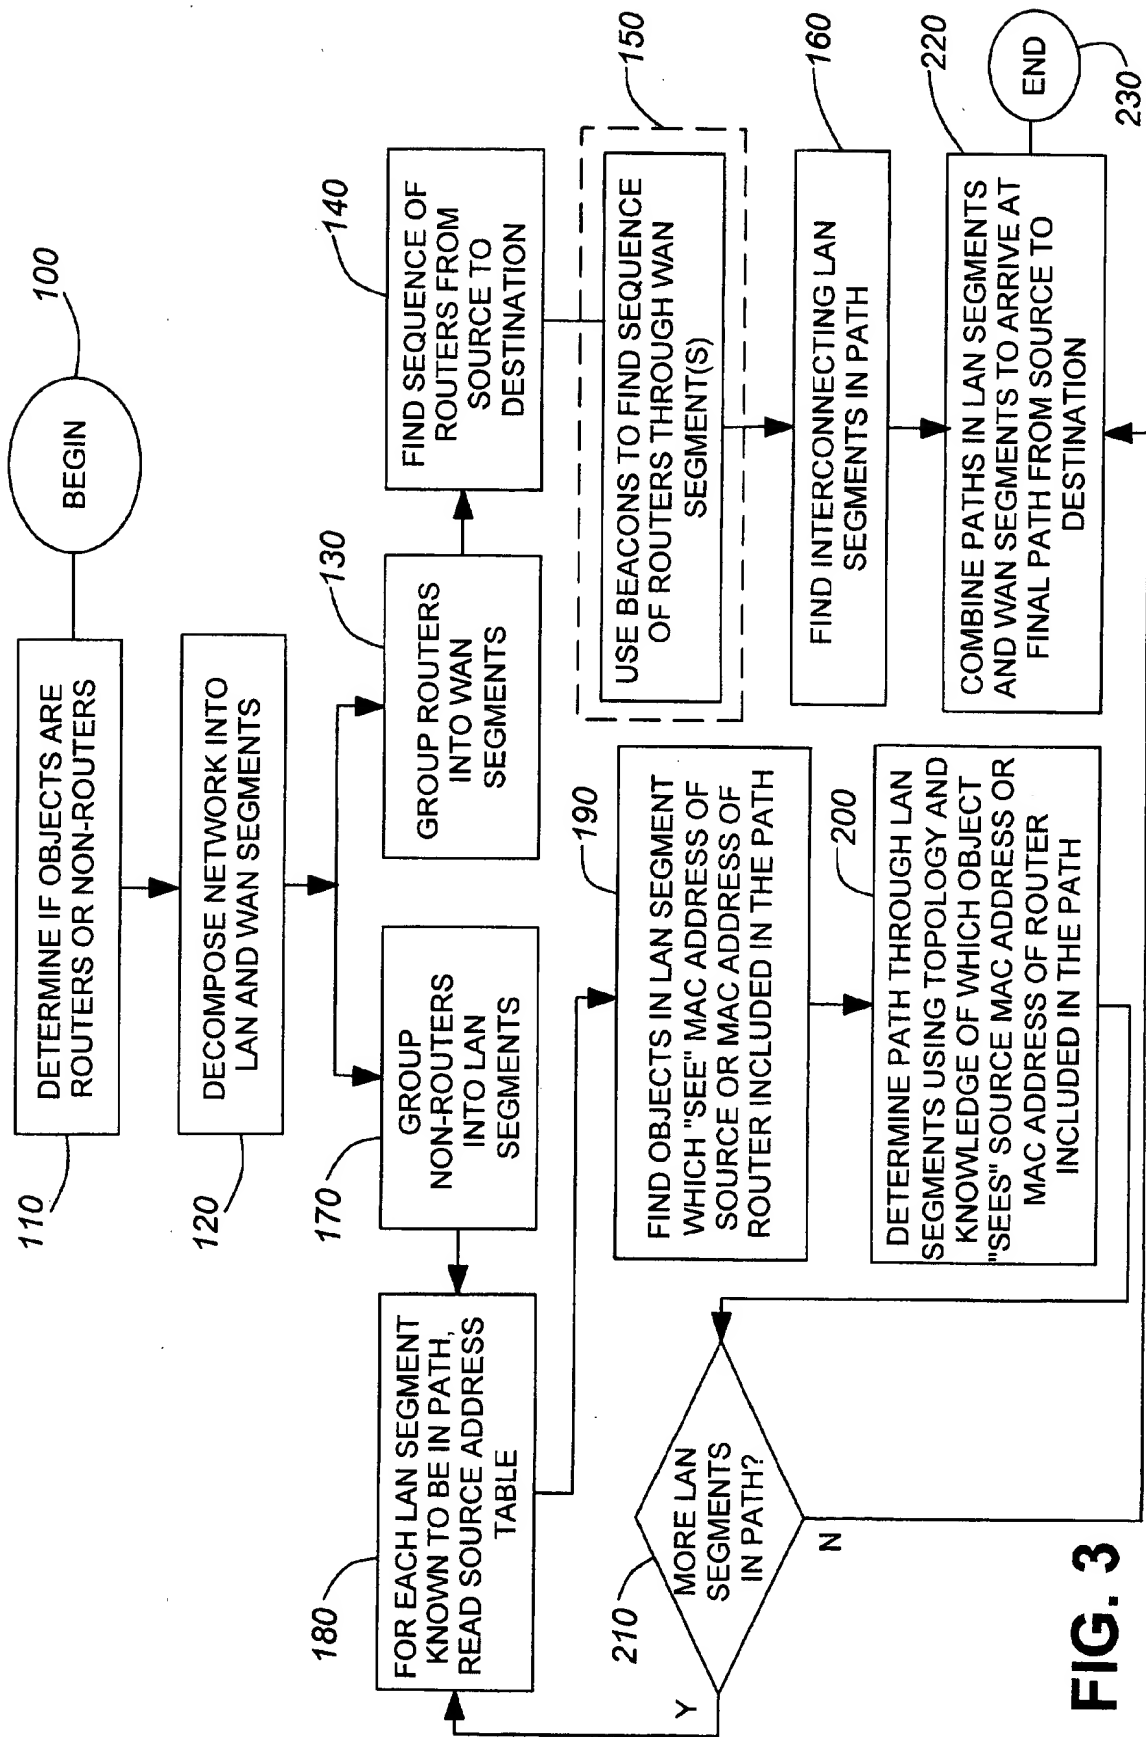 100
BEGIN
110
DETERMINE IF OBJECTS ARE
ROUTERS OR NON-ROUTERS
120
DECOMPOSE NETWORK INTO
LAN AND WAN SEGMENTS
130
GROUP ROUTERS
INTO WAN
SEGMENTS
140
FIND SEQUENCE OF
ROUTERS FROM
SOURCE TO
DESTINATION
150
USE BEACONS TO FIND SEQUENCE
OF ROUTERS THROUGH WAN
SEGMENT(S)
160
FIND INTERCONNECTING LAN
SEGMENTS IN PATH
170
GROUP
NON-ROUTERS
INTO LAN
SEGMENTS
180
FOR EACH LAN SEGMENT
KNOWN TO BE IN PATH,
READ SOURCE ADDRESS
TABLE
190
FIND OBJECTS IN LAN SEGMENT
WHICH "SEE" MAC ADDRESS OF
SOURCE OR MAC ADDRESS OF
ROUTER INCLUDED IN THE PATH
200
DETERMINE PATH THROUGH LAN
SEGMENTS USING TOPOLOGY AND
KNOWLEDGE OF WHICH OBJECT
"SEES" SOURCE MAC ADDRESS OR
MAC ADDRESS OF ROUTER
INCLUDED IN THE PATH
210
MORE LAN
SEGMENTS
IN PATH?
Y
N
220
COMBINE PATHS IN LAN SEGMENTS
AND WAN SEGMENTS TO ARRIVE AT
FINAL PATH FROM SOURCE TO
DESTINATION
END
230
FIG. 3